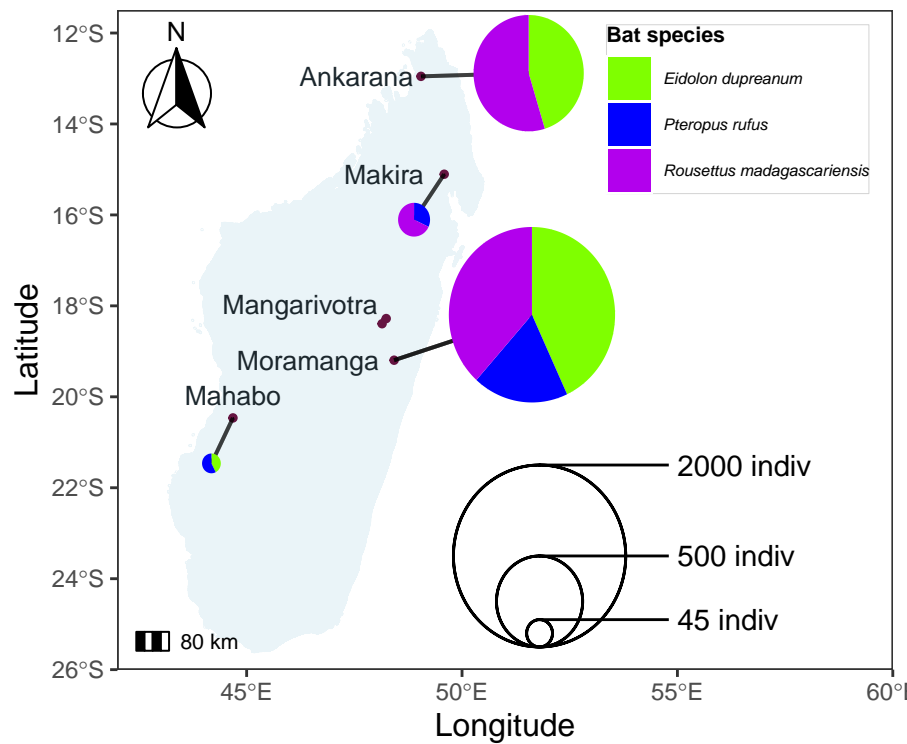 12°S
14°S
16°S
18°S
20°S
22°S
24°S
26°S
Latitude
N
Ankarana
Makira
Mangarivotra
Moramanga
Mahabo
Bat species
Eidolon dupreanum
Pteropus rufus
Rousettus madagascariensis
2000 indiv
500 indiv
45 indiv
80 km
45°E
50°E
55°E
60°
Longitude